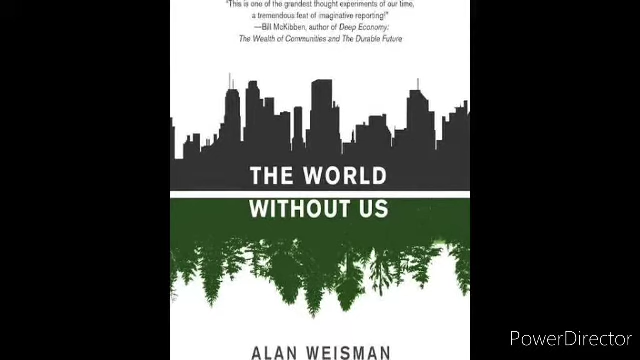 "This is one of the grandest thought experiments of our time,
a tremendous feat of imaginative reporting!"
—Bill McKibben, author of Deep Economy:
The Wealth of Communities and The Durable Future
THE WORLD
WITHOUT US
ALAN WEISMAN
PowerDirector